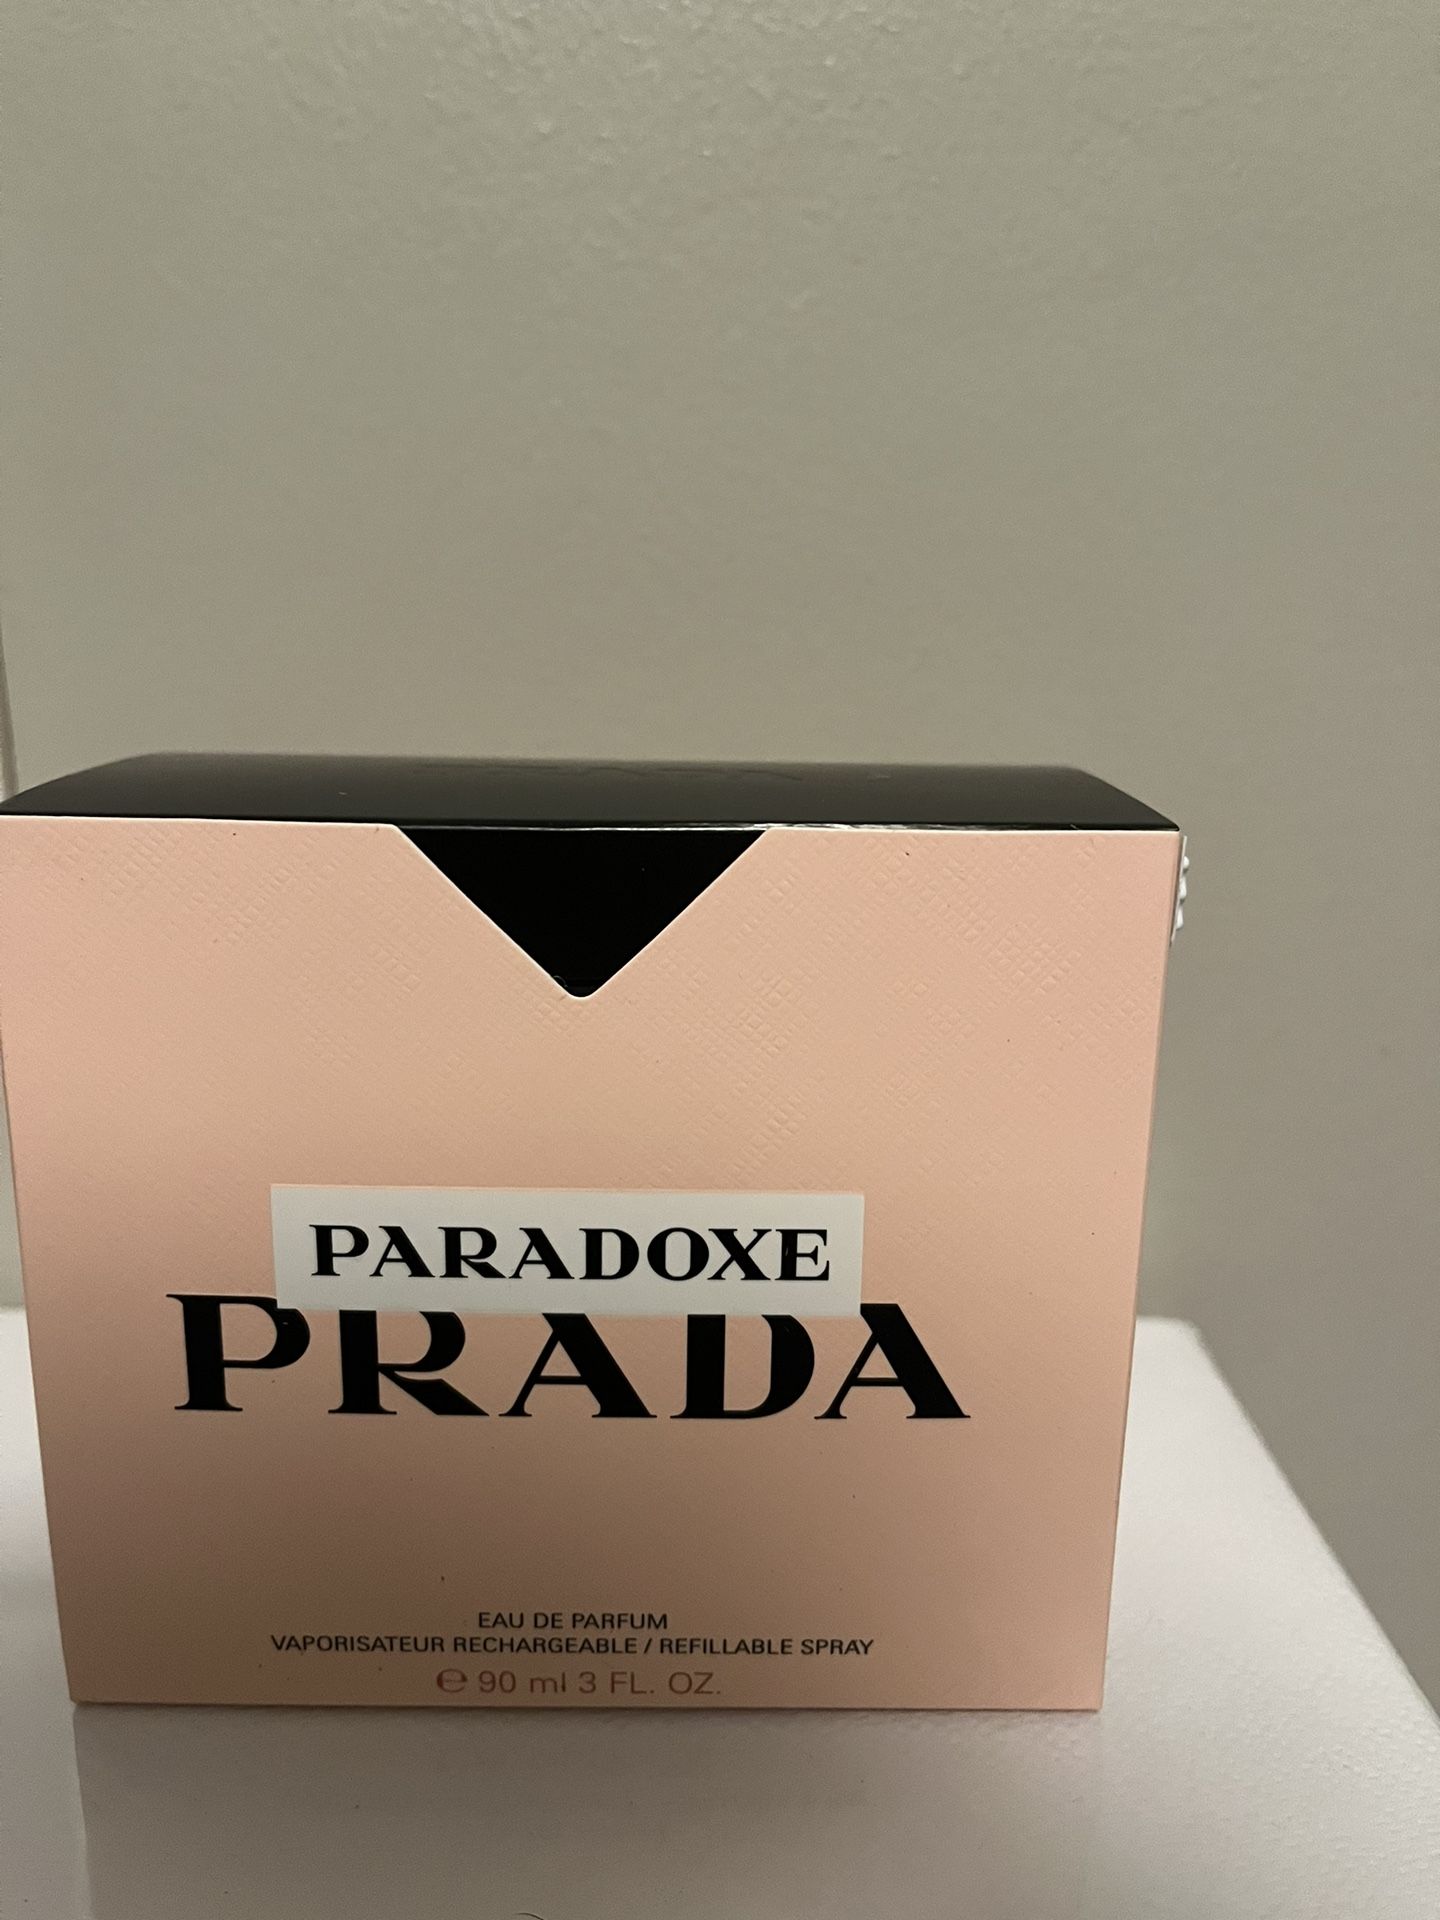 PARADOXE
PRADA
EAU DE PARFUM
VAPORISATEUR RECHARGEABLE / REFILLABLE SPRAY
℮ 90 ml 3 FL. OZ.